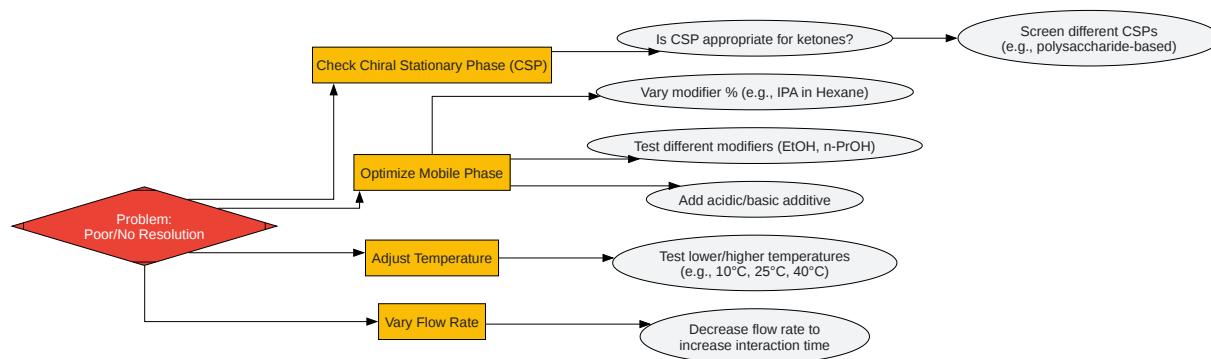 Problem:
Poor/No Resolution
Check Chiral Stationary Phase (CSP)
Is CSP appropriate for ketones?
Screen different CSPs
(e.g., polysaccharide-based)
Optimize Mobile Phase
Vary modifier % (e.g., IPA in Hexane)
Test different modifiers (EtOH, n-PrOH)
Add acidic/basic additive
Adjust Temperature
Test lower/higher temperatures
(e.g., 10°C, 25°C, 40°C)
Vary Flow Rate
Decrease flow rate to
increase interaction time